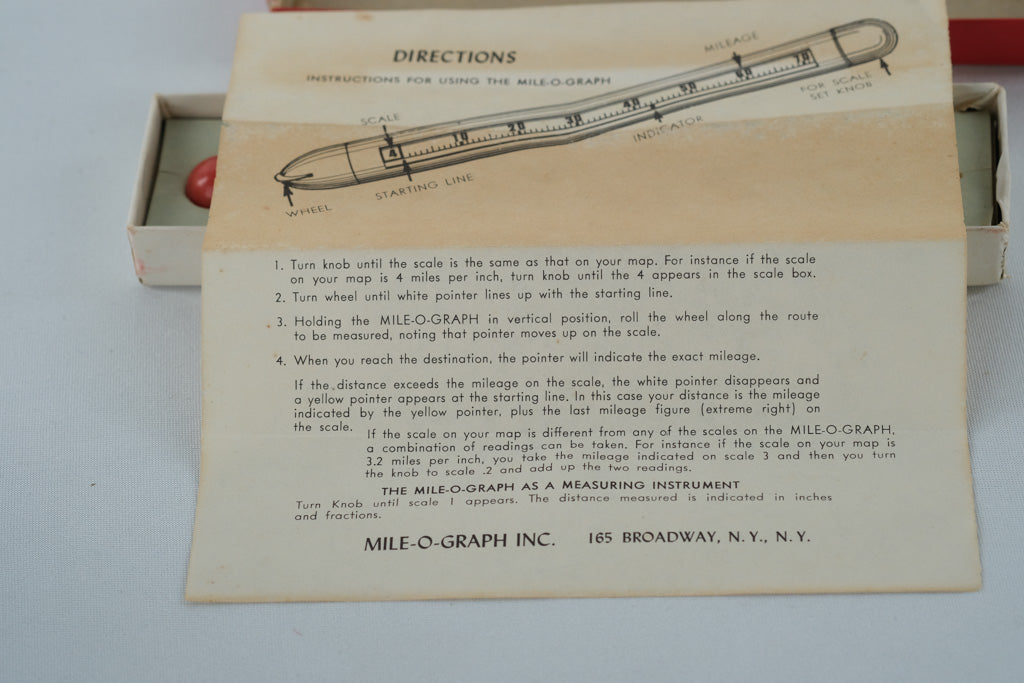 DIRECTIONS
INSTRUCTIONS FOR USING THE MILE-O-GRAPH
MILEAGE
FOR SCALE
SET KNOB
SCALE
4 10 20 30 40 50 60 70
INDICATOR
STARTING LINE
WHEEL
1. Turn knob until the scale is the same as that on your map. For instance if the scale
on your map is 4 miles per inch, turn knob until the 4 appears in the scale box.
2. Turn wheel until white pointer lines up with the starting line.
3. Holding the MILE-O-GRAPH in vertical position, roll the wheel along the route
to be measured, noting that pointer moves up on the scale.
4. When you reach the destination, the pointer will indicate the exact mileage.
If the distance exceeds the mileage on the scale, the white pointer disappears and
a yellow pointer appears at the starting line. In this case your distance is the mileage
indicated by the yellow pointer, plus the last mileage figure (extreme right) on
the scale.
If the scale on your map is different from any of the scales on the MILE-O-GRAPH,
a combination of readings can be taken. For instance if the scale on your map is
3.2 miles per inch, you take the mileage indicated on scale 3 and then you turn
the knob to scale .2 and add up the two readings.
THE MILE-O-GRAPH AS A MEASURING INSTRUMENT
Turn Knob until scale 1 appears. The distance measured is indicated in inches
and fractions.
MILE-O-GRAPH INC. 165 BROADWAY, N. Y., N. Y.